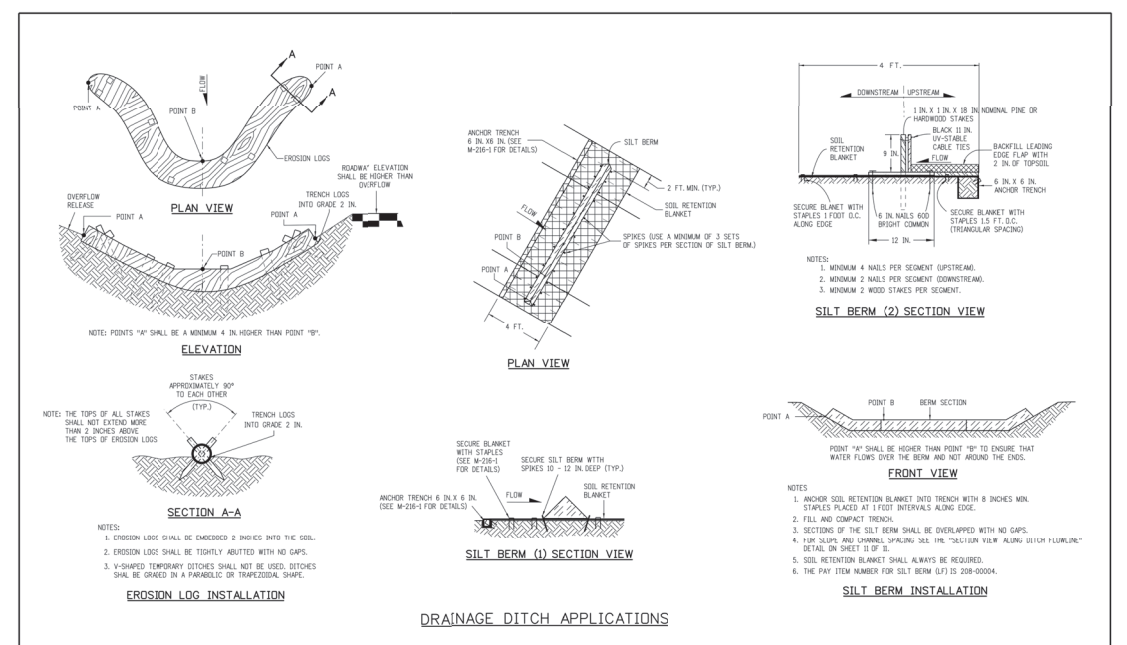 A
POINT A
FLOW
A
POINT A
POINT B
EROSION LOGS
PLAN VIEW
ROADWA' ELEVATION
SHALL BE HIGHER THAN
OVERFLOW
TRENCH LOGS
INTO GRADE 2 IN.
OVERFLOW
RELEASE
POINT A
POINT A
POINT B
NOTE: POINTS "A" SHALL BE A MINIMUM 4 IN. HIGHER THAN POINT "B".
ELEVATION
STAKES
APPROXIMATELY 90°
TO EACH OTHER
(TYP.)
NOTE: THE TOPS OF ALL STAKES
SHALL NOT EXTEND MORE
THAN 2 INCHES ABOVE
THE TOPS OF EROSION LOGS
TRENCH LOGS
INTO GRADE 2 IN.
SECTION A-A
NOTES:
1. EROSION LOGS SHALL BE EMBEDDED 2 INCHES INTO THE SOIL.
2. EROSION LOGS SHALL BE TIGHTLY ABUTTED WITH NO GAPS.
3. V-SHAPED TEMPORARY DITCHES SHALL NOT BE USED. DITCHES
SHAL BE GRADED IN A PARABOLIC OR TRAPEZOIDAL SHAPE.
EROSION LOG INSTALLATION
ANCHOR TRENCH
6 IN.X6 IN. (SEE
M-216-1 FOR DETAILS)
SILT BERM
2 FT. MIN. (TYP.)
SOIL RETENTION
BLANKET
FLOW
SPIKES (USE A MINIMUM OF 3 SETS
OF SPIKES PER SECTION OF SILT BERM.)
POINT B
POINT A
4 FT.
PLAN VIEW
SECURE BLANKET
WITH STAPLES
(SEE M-216-1
FOR DETAILS)
SECURE SILT BERM WTTH
SPIKES 10 - 12 IN. DEEP (TYP.)
ANCHOR TRENCH 6 IN.X 6 IN.
(SEE M-216-1 FOR DETAILS)
FLOW
SOIL RETENTION
BLANKET
SILT BERM (1) SECTION VIEW
4 FT.
DOWNSTREAM UPSTREAM
1 IN. X 1 IN. X 18 IN. NOMINAL PINE OR
HARDWOOD STAKES
BLACK 11 IN.
UV-STABLE
CABLE TIES
SOIL
RETENTION
BLANKET
9 IN.
FLOW
BACKFILL LEADING
EDGE FLAP WITH
2 IN. OF TOPSOIL
6 IN. X 6 IN.
ANCHOR TRENCH
SECURE BLANET WITH
STAPLES 1 FOOT O.C.
ALONG EDGE
6 IN. NAILS 60D
BRIGHT COMMON
SECURE BLANKET WITH
STAPLES 1.5 FT. O.C.
(TRIANGULAR SPACING)
12 IN.
NOTES:
1. MINIMUM 4 NAILS PER SEGMENT (UPSTREAM).
2. MINIMUM 2 NAILS PER SEGMENT (DOWNSTREAM).
3. MINIMUM 2 WOOD STAKES PER SEGMENT.
SILT BERM (2) SECTION VIEW
POINT A
POINT B
BERM SECTION
POINT "A" SHALL BE HIGHER THAN POINT "B" TO ENSURE THAT
WATER FLOWS OVER THE BERM AND NOT AROUND THE ENDS.
FRONT VIEW
NOTES
1. ANCHOR SOIL RETENTION BLANKET INTO TRENCH WITH 8 INCHES MIN.
STAPLES PLACED AT 1 FOOT INTERVALS ALONG EDGE.
2. FILL AND COMPACT TRENCH.
3. SECTIONS OF THE SILT BERM SHALL BE OVERLAPPED WITH NO GAPS.
4. FOR SLOPE AND CHANNEL SPACING SEE THE "SECTION VIEW ALONG DITCH FLOWLINE"
DETAIL ON SHEET 11 OF 11.
5. SOIL RETENTION BLANKET SHALL ALWAYS BE REQUIRED.
6. THE PAY ITEM NUMBER FOR SILT BERM (LF) IS 208-00004.
SILT BERM INSTALLATION
DRAINAGE DITCH APPLICATIONS